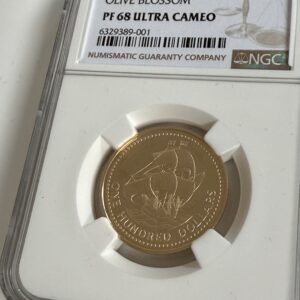 OLIVE BLOSSOM
PF 68 ULTRA CAMEO
6329389-001
NUMISMATIC GUARANTY COMPANY
NGC
ONE HUNDRED DOLLARS